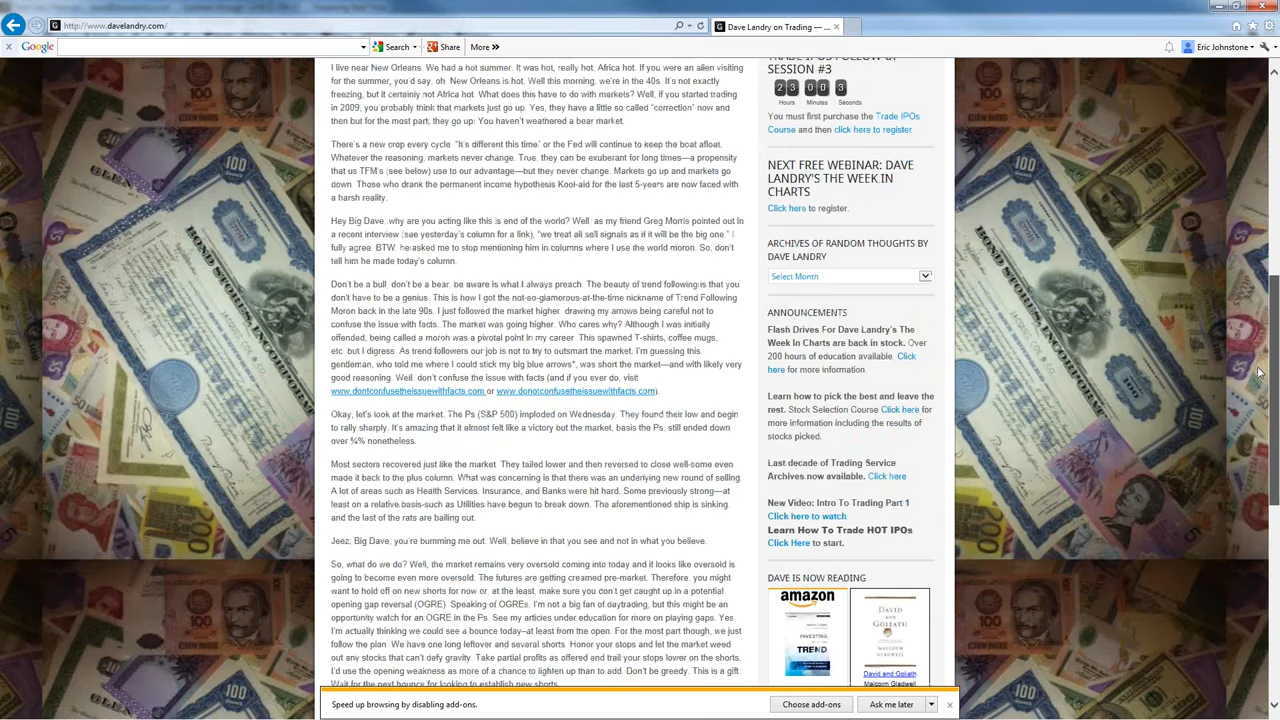 http://www.davelandry.com/
Dave Landry on Trading — ...
Google
Search
Share
More »
Eric Johnstone
I live near New Orleans. We had a hot summer. It was hot, really hot. Africa hot. If you were an alien visiting
for the summer, you'd say, oh, New Orleans is hot. Well this morning, we're in the 40s. It's not exactly
freezing, but it certainly not Africa hot. What does this have to do with markets? Well, if you started trading
in 2009, you probably think that markets just go up. Yes, they have a little so called "correction" now and
then but for the most part, they go up! You haven't weathered a bear market.
There's a new crop every cycle. "It's different this time" or the Fed will continue to keep the boat afloat.
Whatever the reasoning, markets never change. True, they can be exuberant for long times—a propensity
that us TFM's (see below) use to our advantage—but they never change. Markets go up and markets go
down. Those who drank the permanent income hypothesis Kool-aid for the last 5-years are now faced with
a harsh reality.
Hey Big Dave, why are you acting like this is end of the world? Well, as my friend Greg Morris pointed out in
a recent interview (see yesterday's column for a link), "we treat all sell signals as if it will be the big one." I
fully agree. BTW, he asked me to stop mentioning him in columns where I use the world moron. So, don't
tell him he made today's column.
Don't be a bull, don't be a bear, be aware is what I always preach. The beauty of trend following is that you
don't have to be a genius. This is how I got the not-so-glamorous-at-the-time nickname of Trend Following
Moron back in the late 90s. I just followed the market higher, drawing my arrows being careful not to
confuse the issue with facts. The market was going higher. Who cares why? Although I was initially
offended, being called a moron was a pivotal point in my career. This spawned T-shirts, coffee mugs,
etc. but I digress. As trend followers our job is not to try to outsmart the market. I'm guessing this
gentleman, who told me where I could stick my big blue arrows*, was short the market—and with likely very
good reasoning. Well, don't confuse the issue with facts (and if you ever do, visit
www.dontconfusetheissuewithfacts.com or www.donotconfusetheissuewithfacts.com).
Okay, let's look at the market. The Ps (S&P 500) imploded on Wednesday. They found their low and begin
to rally sharply. It's amazing that it almost felt like a victory but the market, basis the Ps, still ended down
over ¾% nonetheless.
Most sectors recovered just like the market. They tailed lower and then reversed to close well-some even
made it back to the plus column. What was concerning is that there was an underlying new round of selling.
A lot of areas such as Health Services, Insurance, and Banks were hit hard. Some previously strong—at
least on a relative basis-such as Utilities have begun to break down. The aforementioned ship is sinking,
and the last of the rats are bailing out.
Jeez, Big Dave, you're bumming me out. Well, believe in that you see and not in what you believe.
So, what do we do? Well, the market remains very oversold coming into today and it looks like oversold is
going to become even more oversold. The futures are getting creamed pre-market. Therefore, you might
want to hold off on new shorts for now or, at the least, make sure you don't get caught up in a potential
opening gap reversal (OGRE). Speaking of OGREs, I'm not a big fan of daytrading, but this might be an
opportunity watch for an OGRE in the Ps. See my articles under education for more on playing gaps. Yes,
I'm actually thinking we could see a bounce today–at least from the open. For the most part though, we just
follow the plan. We have one long leftover and several shorts. Honor your stops and let the market weed
out any stocks that can't defy gravity. Take partial profits as offered and trail your stops lower on the shorts.
I'd use the opening weakness as more of a chance to lighten up than to add. Don't be greedy. This is a gift.
Wait for the next bounce for looking to establish new shorts.
TRADE IPOS FOLLOW UP
SESSION #3
23 00 3
Hours Minutes Seconds
You must first purchase the Trade IPOs
Course and then click here to register
NEXT FREE WEBINAR: DAVE
LANDRY'S THE WEEK IN
CHARTS
Click here to register.
ARCHIVES OF RANDOM THOUGHTS BY
DAVE LANDRY
Select Month
ANNOUNCEMENTS
Flash Drives For Dave Landry's The
Week In Charts are back in stock. Over
200 hours of education available. Click
here for more information.
Learn how to pick the best and leave the
rest. Stock Selection Course Click here for
more information including the results of
stocks picked.
Last decade of Trading Service
Archives now available. Click here
New Video: Intro To Trading Part 1
Click here to watch
Learn How To Trade HOT IPOs
Click Here to start.
DAVE IS NOW READING
amazon
INVESTING
TREND
DAVID
AND
GOLIATH
MALCOLM
GLADWELL
David and Goliath
Malcolm Gladwell
Speed up browsing by disabling add-ons.
Choose add-ons
Ask me later